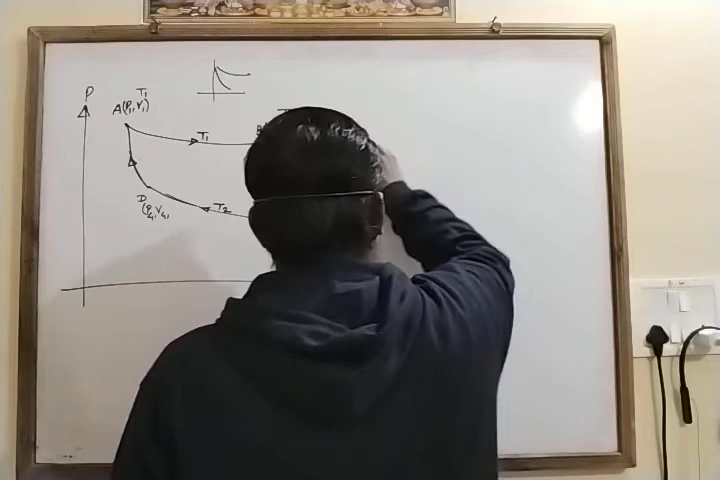 P
T₁
A(P₁,V₁)
T₁
D
(P₄,V₄,
T₂